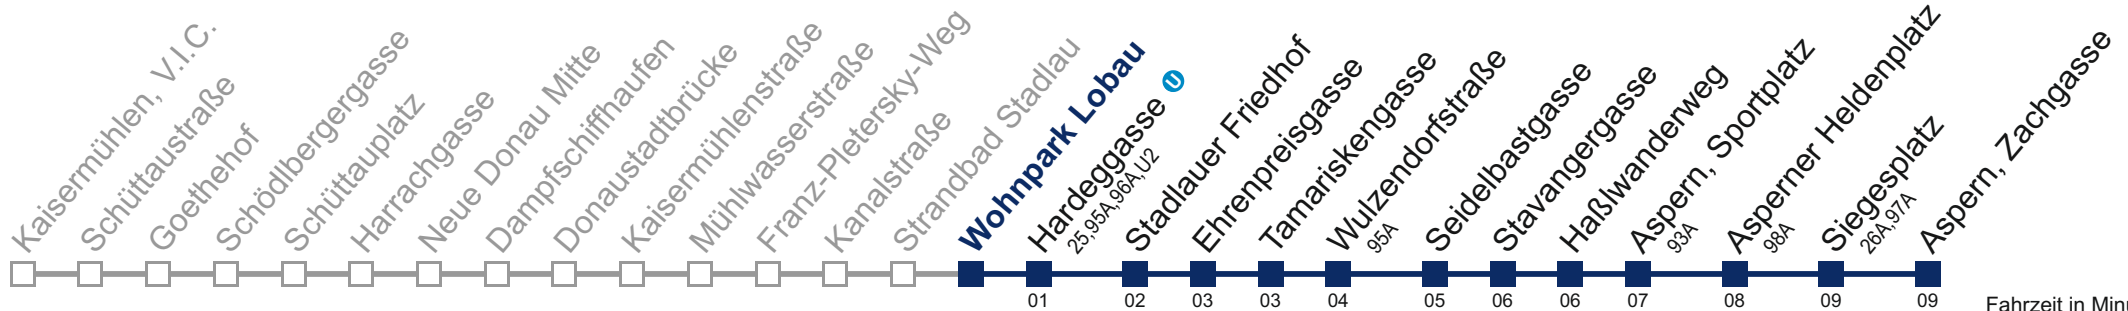 Kaisermühlen, V.I.C.
Schüttaustraße
Goethehof
Schödlbergergasse
Schüttauplatz
Harrachgasse
Neue Donau Mitte
Dampfschiffhaufen
Donaustadtbrücke
Kaisermühlenstraße
Mühlwasserstraße
Franz-Pletersky-Weg
Kanalstraße
Strandbad Stadlau
Wohnpark Lobau
Hardeggasse U
25,95A,96A,U2
Stadlauer Friedhof
Ehrenpreisgasse
Tamariskengasse
Wulzendorfstraße
95A
Seidelbastgasse
Stavangergasse
Haßlwanderweg
Aspern, Sportplatz
93A
Asperner Heldenplatz
98A
Siegesplatz
26A,97A
Aspern, Zachgasse
01 02 03 03 04 05 06 06 07 08 09 09
Fahrzeit in